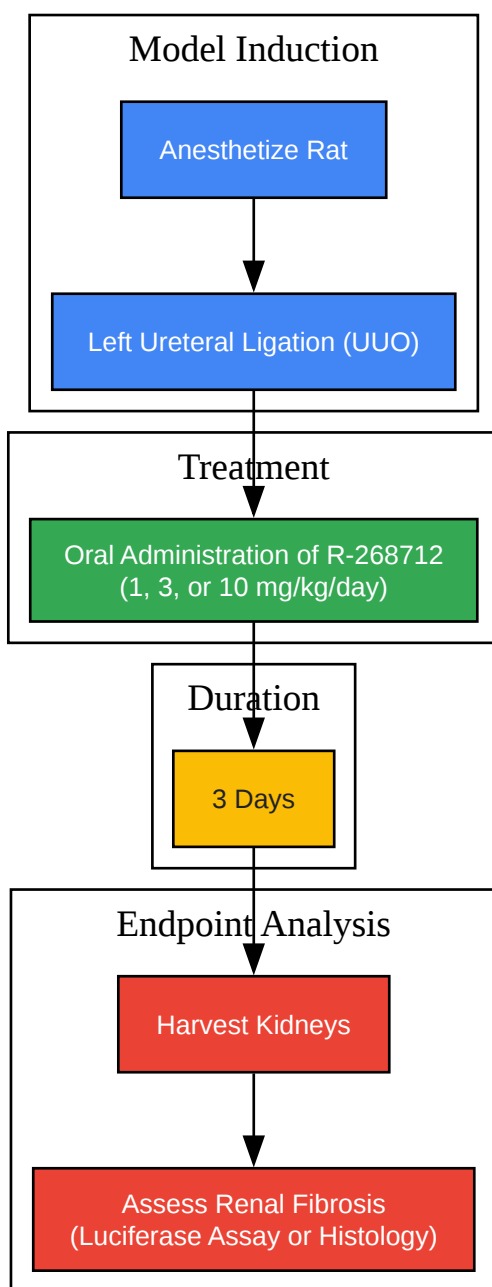 Model Induction
Anesthetize Rat
Left Ureteral Ligation (UUO)
Treatment
Oral Administration of R-268712
(1, 3, or 10 mg/kg/day)
Duration
3 Days
Endpoint Analysis
Harvest Kidneys
Assess Renal Fibrosis
(Luciferase Assay or Histology)